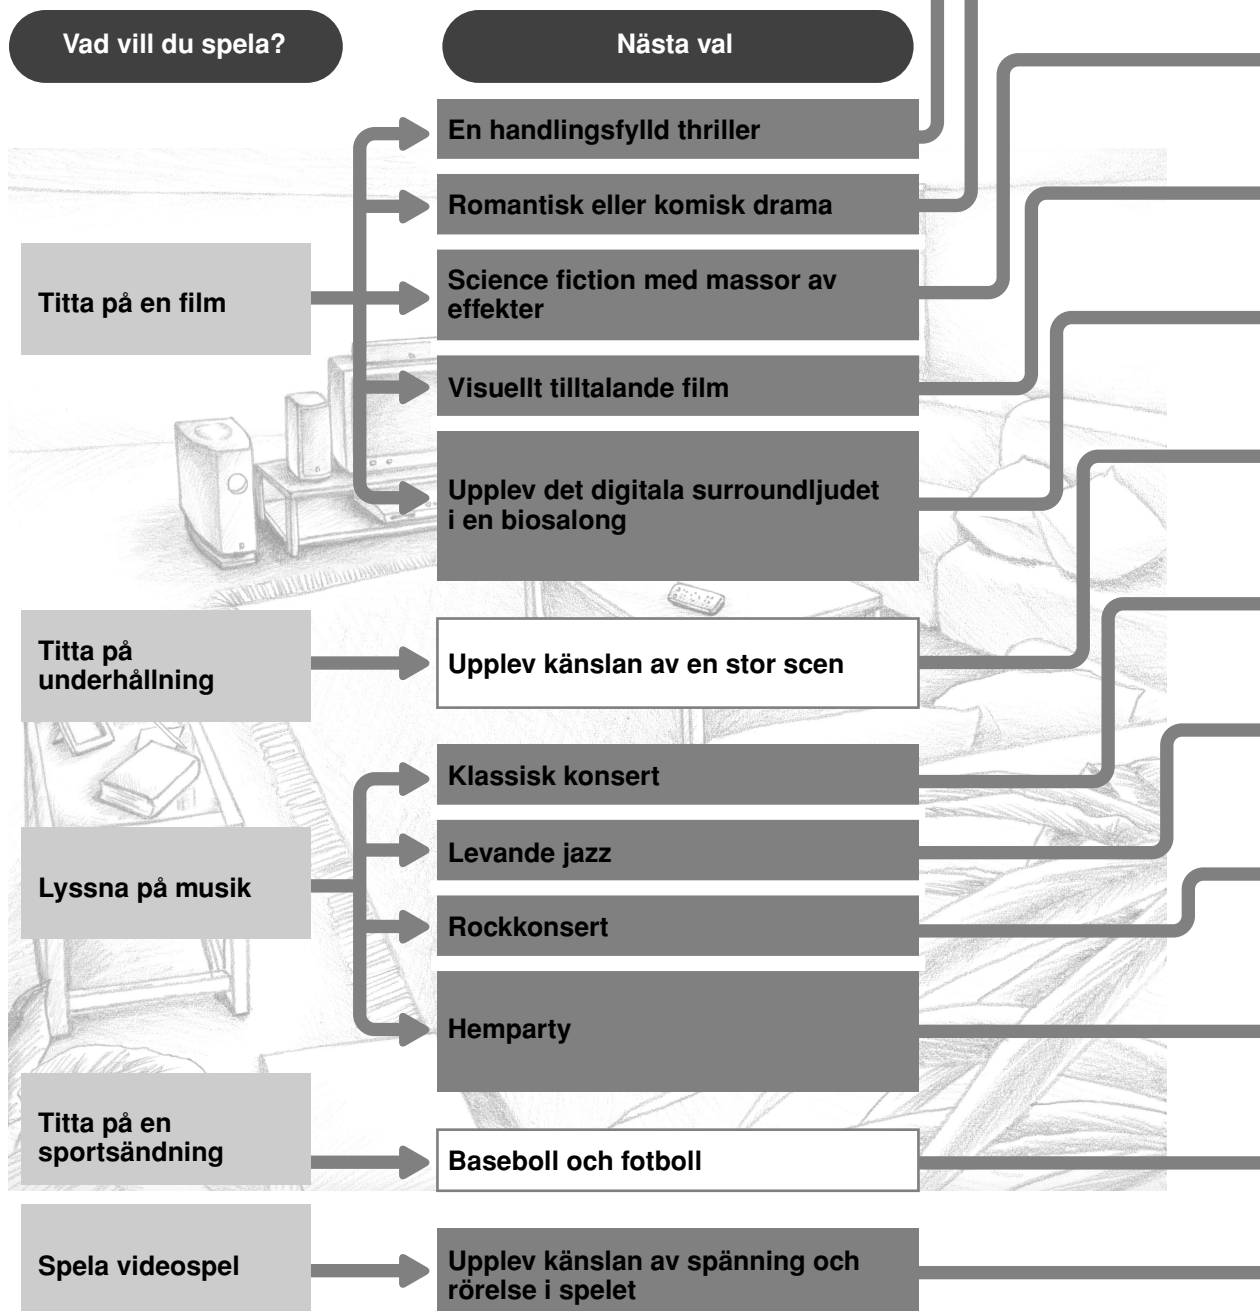 Vad vill du spela?
Nästa val
Titta på en film
En handlingsfylld thriller
Romantisk eller komisk drama
Science fiction med massor av
effekter
Visuellt tilltalande film
Upplev det digitala surroundljudet
i en biosalong
Titta på
underhållning
Upplev känslan av en stor scen
Lyssna på musik
Klassisk konsert
Levande jazz
Rockkonsert
Hemparty
Titta på en
sportsändning
Baseboll och fotboll
Spela videospel
Upplev känslan av spänning och
rörelse i spelet